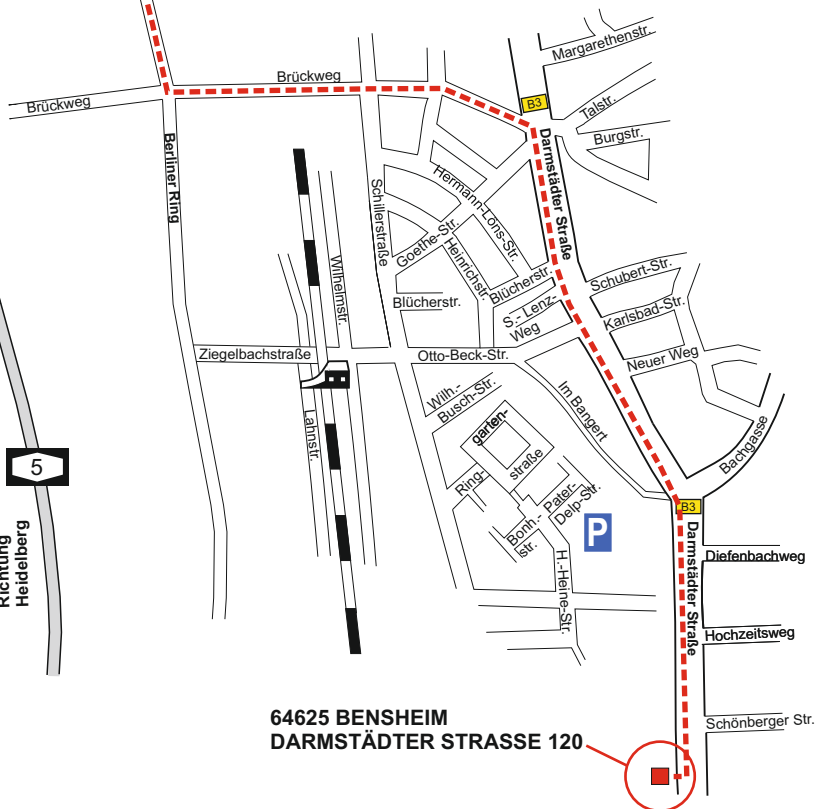 Margarethenstr.
Brückweg
Brückweg
B3
Talstr.
Burgstr.
Berliner Ring
Darmstädter Straße
Schillerstraße
Hermann-Löns-Str.
Goethe-Str.
Heinrichstr.
Wilhelmstr.
Blücherstr.
Blücherstr.
Schubert-Str.
S.- Lenz-
Weg
Karlsbad-Str.
Ziegelbachstraße
Otto-Beck-Str.
Neuer Weg
Wilh.-
Busch-Str.
Im Bangert
Lahnstr.
garten-
straße
Ring-
Bachgasse
5
Richtung
Heidelberg
Bonh.-
str.
Pater-
Delp-Str.
P
B3
Darmstädter Straße
Diefenbachweg
H.-Heine-Str.
Hochzeitsweg
64625 BENSHEIM
DARMSTÄDTER STRASSE 120
Schönberger Str.